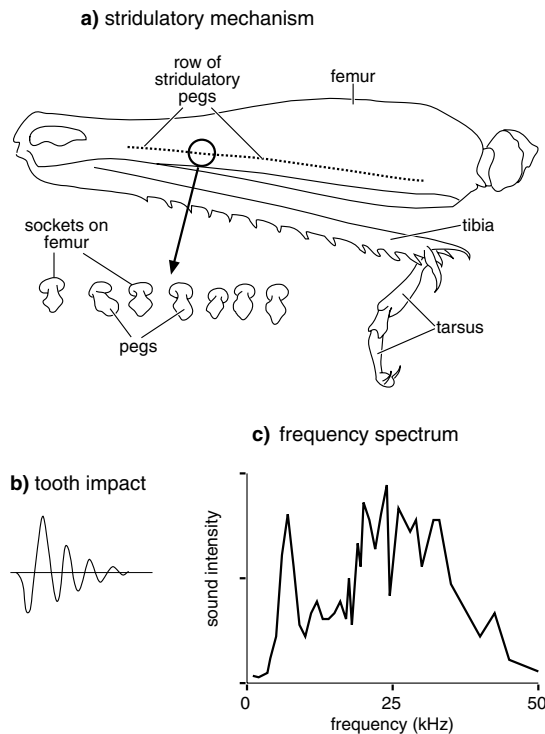 a) stridulatory mechanism
row of
stridulatory
pegs
femur
sockets on
femur
tibia
pegs
tarsus
b) tooth impact
c) frequency spectrum
sound intensity
0
25
50
frequency (kHz)